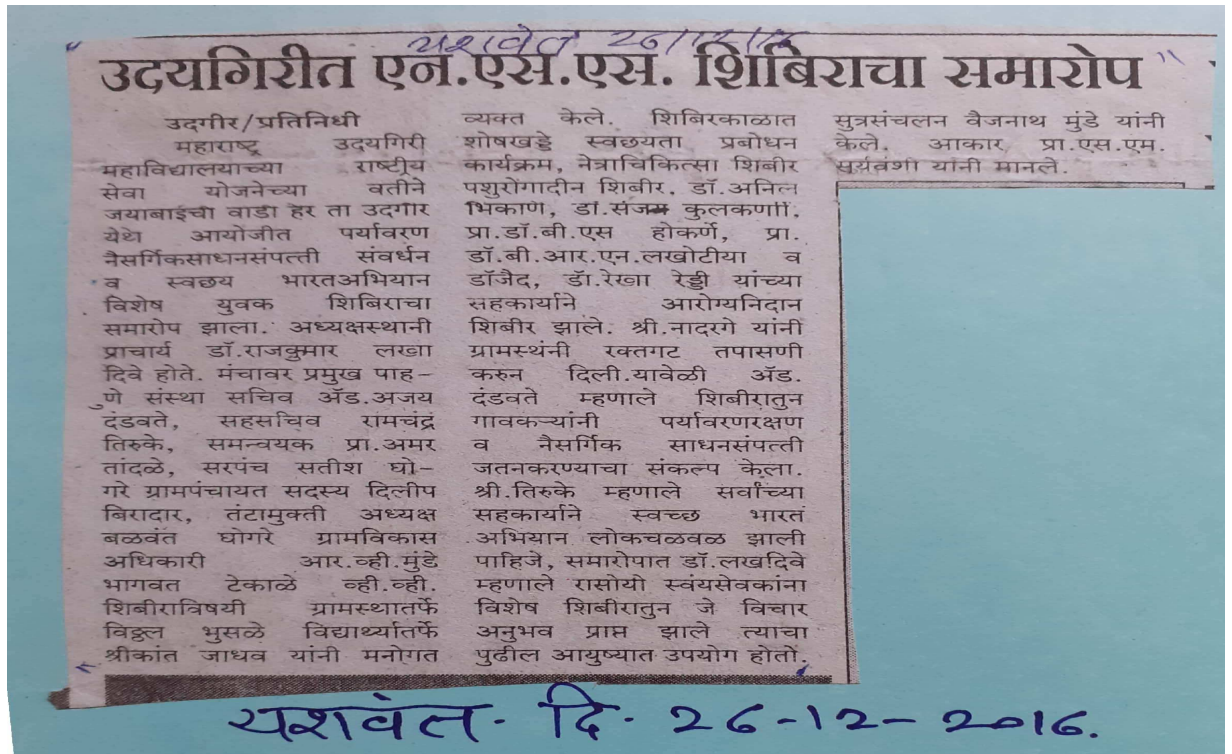 यशवंत 26/12/16
" उदयगिरीत एन.एस.एस. शिबिराचा समारोप "
उदगीर/प्रतिनिधी
महाराष्ट्र उदयगिरी
महाविद्यालयाच्या राष्ट्रीय
सेवा योजनेच्या वतीने
जयाबाईची वाडी हेर ता उदगीर
येथे आयोजीत पर्यावरण
नैसर्गिकसाधनसंपत्ती संवर्धन
व स्वछय भारतअभियान
विशेष युवक शिबिराचा
समारोप झाला. अध्यक्षस्थानी
प्राचार्य डॉ.राजकुमार लखा
दिवे होते. मंचावर प्रमुख पाह-
णे संस्था सचिव अॅड.अजय
दंडवते, सहसचिव रामचंद्र
तिरुके, समन्वयक प्रा.अमर
तांदळे, सरपंच सतीश घो-
गरे ग्रामपंचायत सदस्य दिलीप
बिरादार, तंटामुक्ती अध्यक्ष
बळवंत घोगरे ग्रामविकास
अधिकारी आर.व्ही.मुंडे
भागवत टेकाळे व्ही.व्ही.
शिबीराविषयी ग्रामस्थातर्फे
विठ्ठल भुसळे विद्यार्थ्यातर्फे
श्रीकांत जाधव यांनी मनोगत
व्यक्त केले. शिबिरकाळात
शोषखड्डे स्वछयता प्रबोधन
कार्यक्रम, नेत्राचिकित्सा शिबीर
पशुरोगादीन शिबीर. डॉ.अनिल
भिकाणे, डॉ.संजय कुलकर्णी,
प्रा.डॉ.बी.एस होकर्णे, प्रा.
डॉ.बी.आर.एन.लखोटीया व
डॉजैद, डॉ.रेखा रेड्डी यांच्या
सहकार्याने आरोग्यनिदान
शिबीर झाले. श्री.नादरगे यांनी
ग्रामस्थंनी रक्तगट तपासणी
करुन दिली.यावेळी अॅड.
दंडवते म्हणाले शिबीरातुन
गावकऱ्यांनी पर्यावरणरक्षण
व नैसर्गिक साधनसंपत्ती
जतनकरण्याचा संकल्प केला.
श्री.तिरुके म्हणाले सर्वांच्या
सहकार्याने स्वच्छ भारत
अभियान लोकचळवळ झाली
पाहिजे, समारोपात डॉ.लखदिवे
म्हणाले रासोयी स्वंयसेवकांना
विशेष शिबीरातुन जे विचार
अनुभव प्राप्त झाले त्याचा
पुढील आयुष्यात उपयोग होतो.
सुत्रसंचलन वैजनाथ मुंडे यांनी
केले. आकार प्रा.एस.एम.
सुर्यवंशी यांनी मानले.
यशवंत. दि. 26-12-2016.